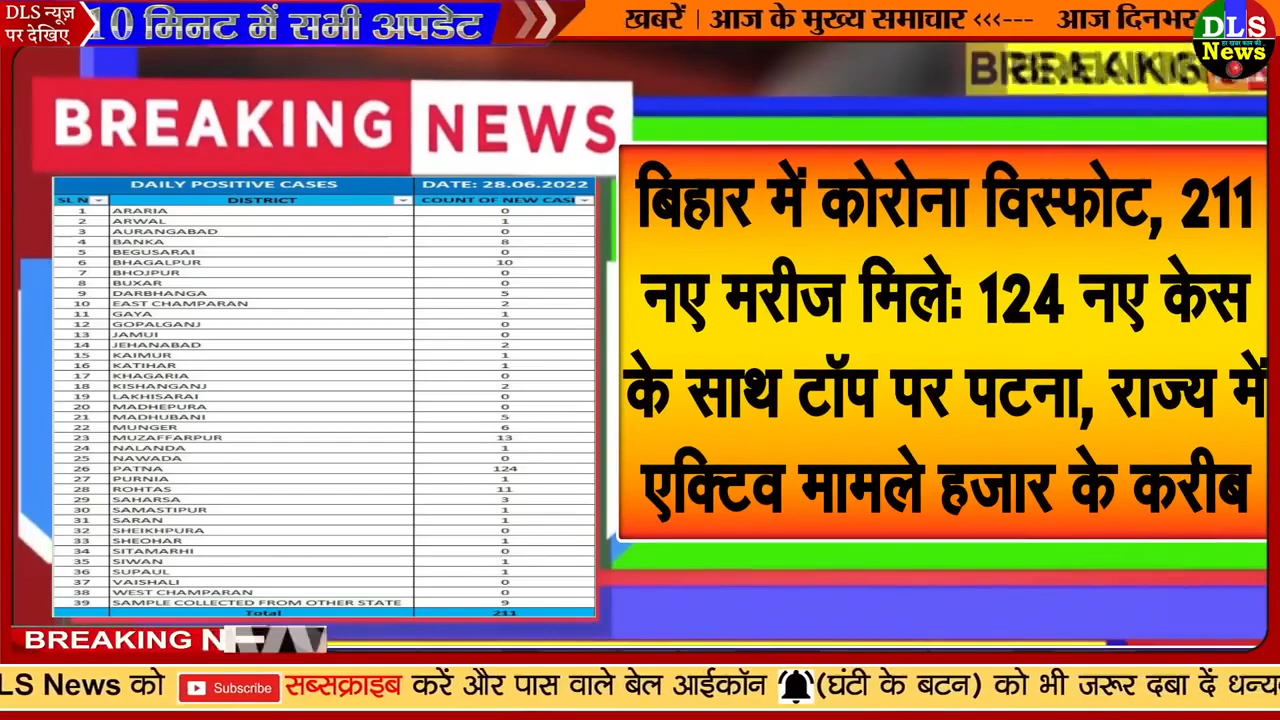 DLS न्यूज़
पर देखिए
10 मिनट में सभी अपडेट
खबरें | आज के मुख्य समाचार <<<--- आज दिनभर
DLS
News
BREAKING
BREAKING NEWS
DAILY POSITIVE CASES DATE: 28.06.2022
SL N DISTRICT COUNT OF NEW CASE
1 ARARIA 0
2 ARWAL 1
3 AURANGABAD 0
4 BANKA 8
5 BEGUSARAI 0
6 BHAGALPUR 10
7 BHOJPUR 0
8 BUXAR 0
9 DARBHANGA 5
10 EAST CHAMPARAN 2
11 GAYA 1
12 GOPALGANJ 0
13 JAMUI 0
14 JEHANABAD 2
15 KAIMUR 1
16 KATIHAR 1
17 KHAGARIA 0
18 KISHANGANJ 2
19 LAKHISARAI 0
20 MADHEPURA 0
21 MADHUBANI 5
22 MUNGER 6
23 MUZAFFARPUR 13
24 NALANDA 1
25 NAWADA 0
26 PATNA 124
27 PURNIA 1
28 ROHTAS 11
29 SAHARSA 3
30 SAMASTIPUR 1
31 SARAN 1
32 SHEIKHPURA 0
33 SHEOHAR 1
34 SITAMARHI 0
35 SIWAN 1
36 SUPAUL 1
37 VAISHALI 0
38 WEST CHAMPARAN 0
39 SAMPLE COLLECTED FROM OTHER STATE 9
Total 211
बिहार में कोरोना विस्फोट, 211
नए मरीज मिलेः 124 नए केस
के साथ टॉप पर पटना, राज्य में
एक्टिव मामले हजार के करीब
BREAKING N
LS News को Subscribe सब्सक्राइब करें और पास वाले बेल आईकॉन (घंटी के बटन) को भी जरूर दबा दें धन्य